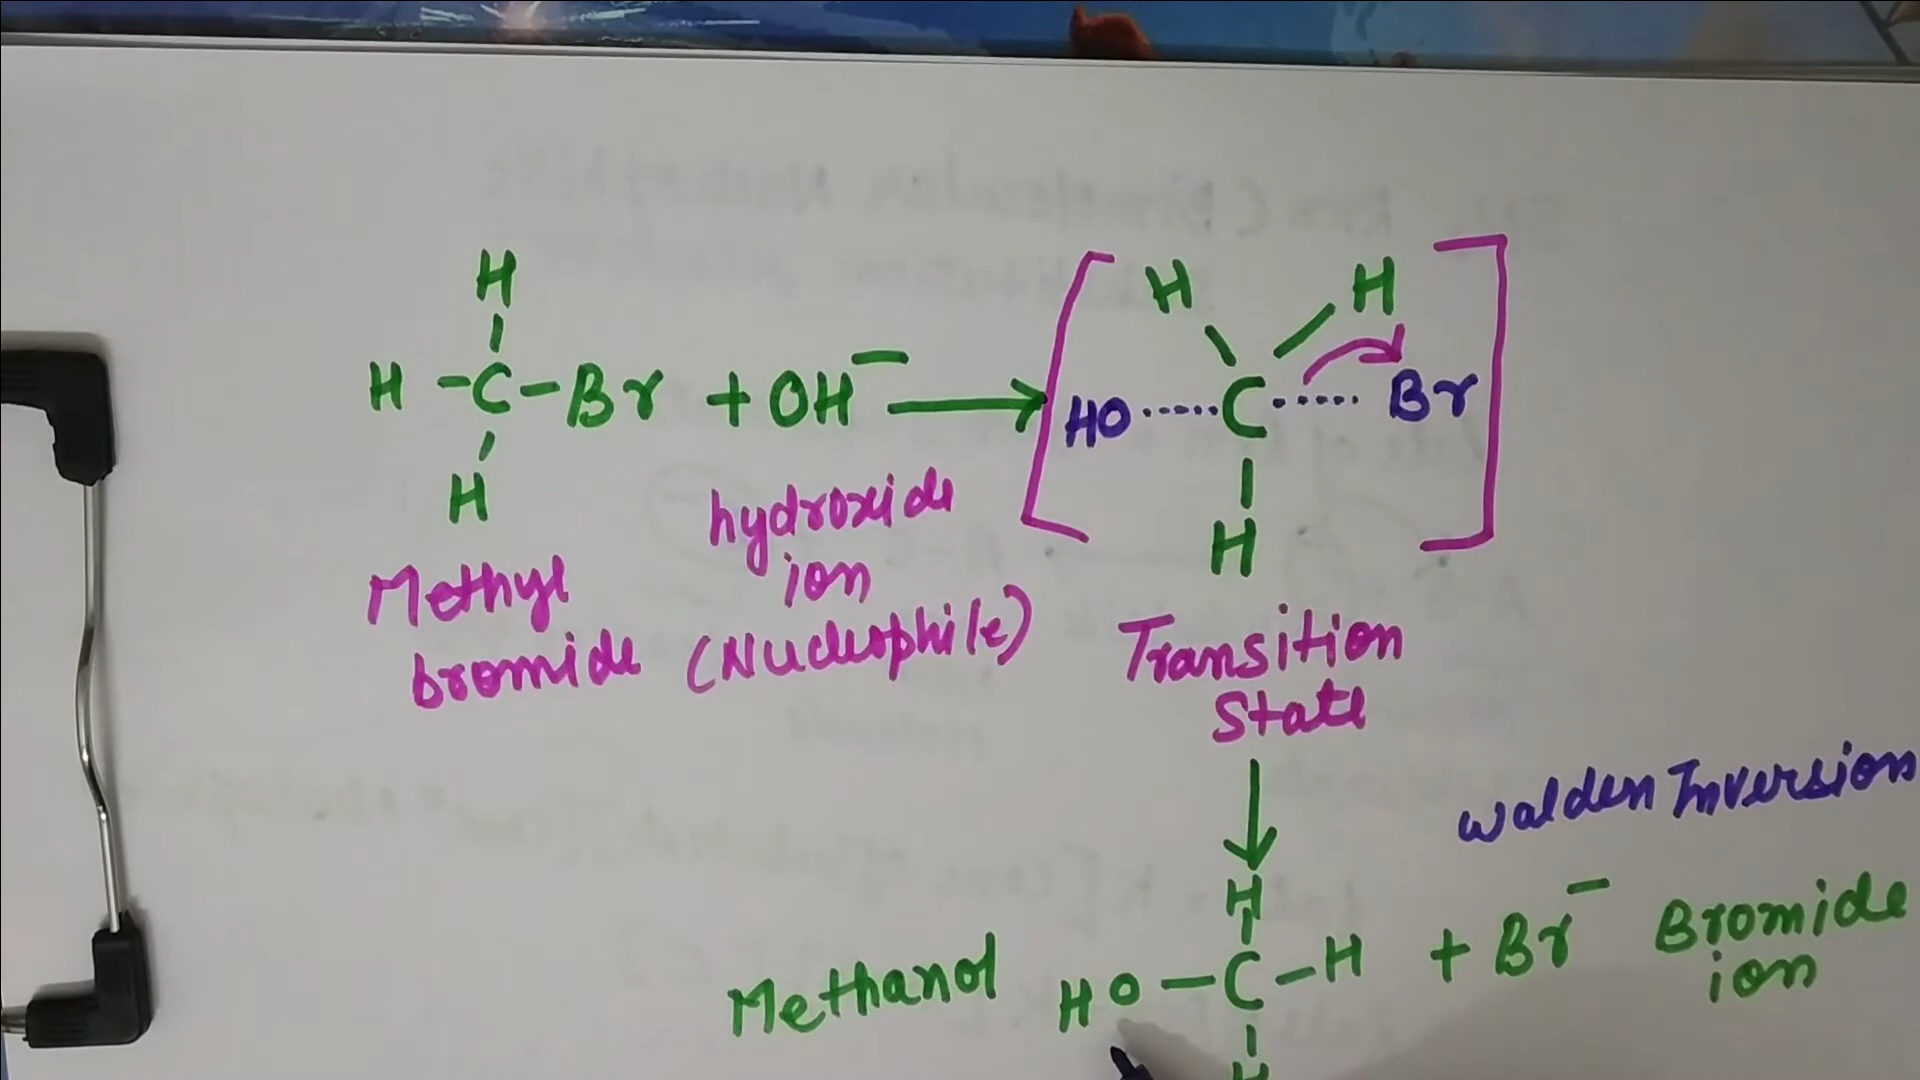 H
H - C - Br + OH⁻ →
H
[ H H
HO ..... C ..... Br
H ]
hydroxide
ion
(Nucleophile)
Methyl
bromide
Transition
State
↓
Walden Inversion
H
Methanol HO - C - H + Br⁻ Bromide
ion
H